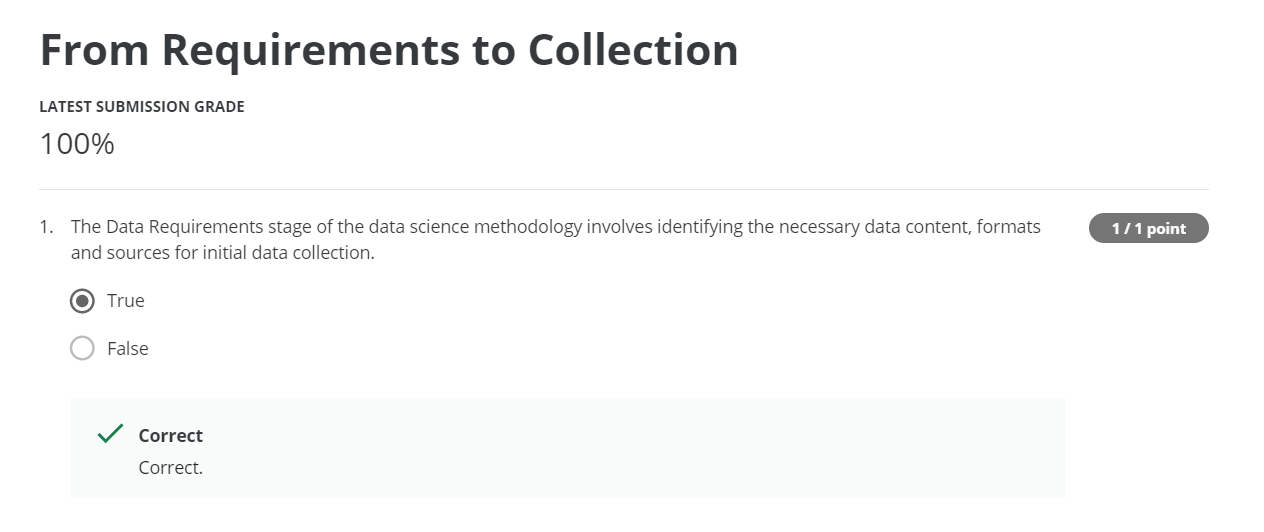 From Requirements to Collection
LATEST SUBMISSION GRADE
100%
1. The Data Requirements stage of the data science methodology involves identifying the necessary data content, formats
and sources for initial data collection.
1 / 1 point
True
False
Correct
Correct.